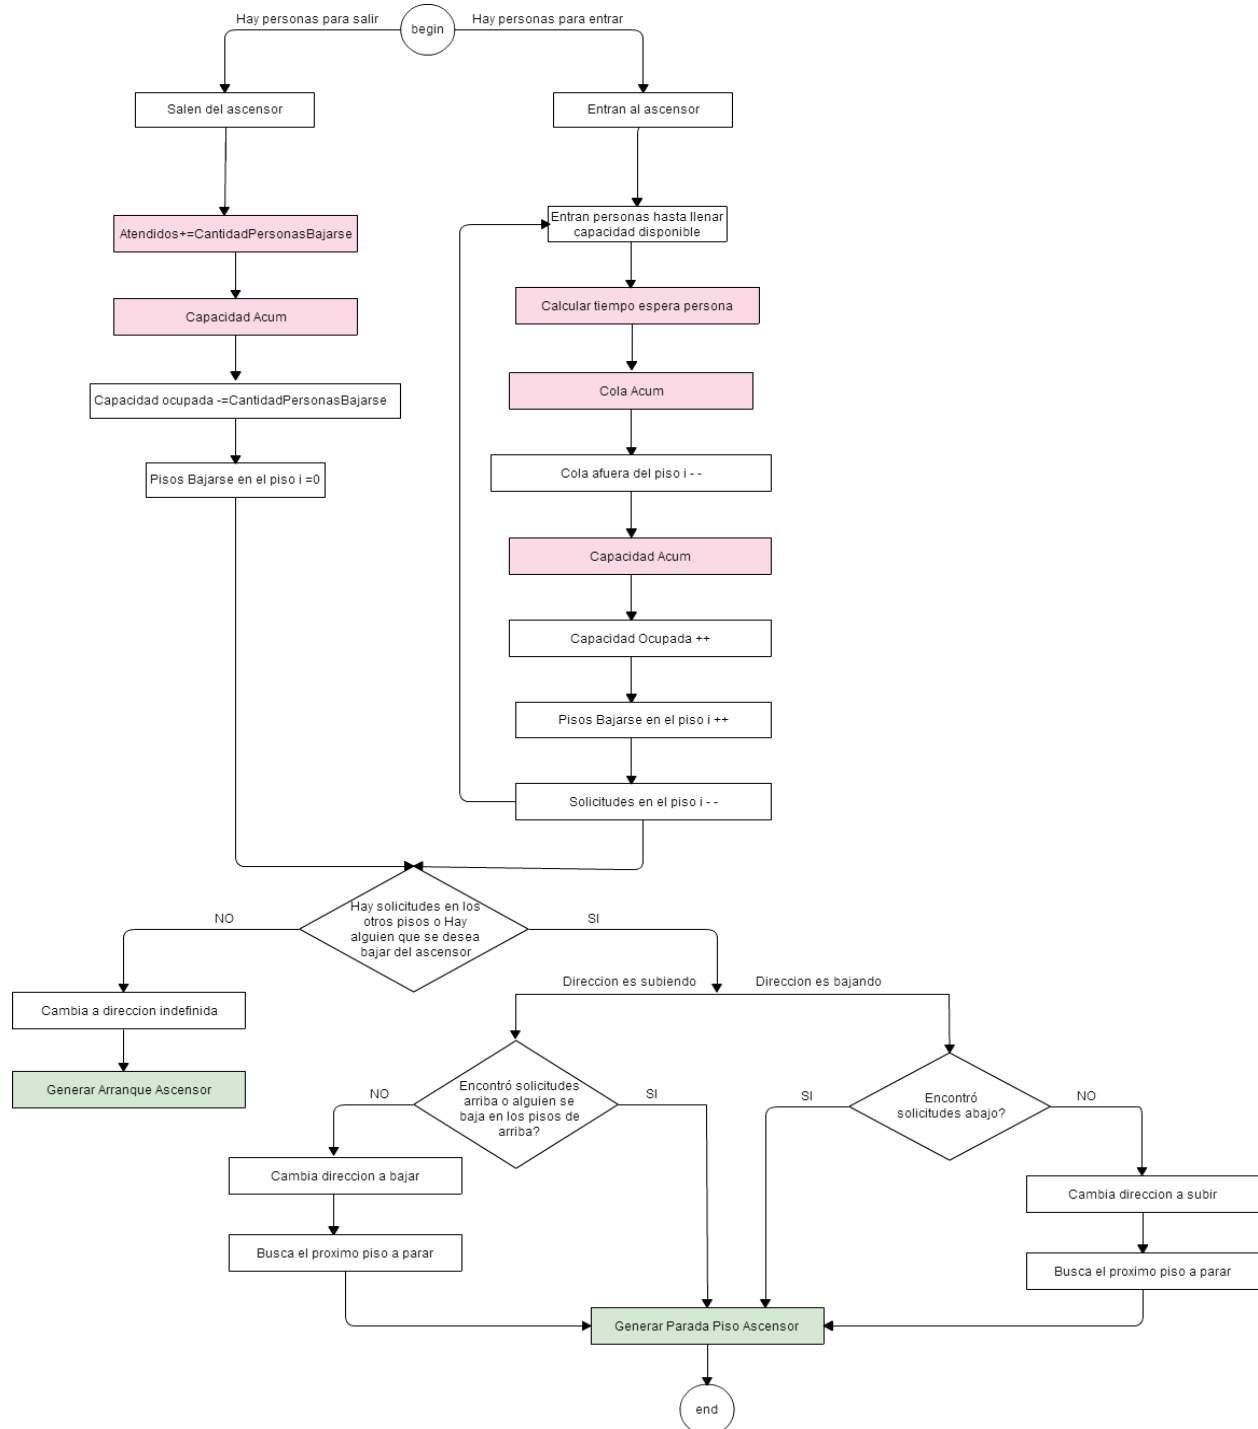 Hay personas para salir
begin
Hay personas para entrar
Salen del ascensor
Entran al ascensor
Atendidos+=CantidadPersonasBajarse
Entran personas hasta llenar
capacidad disponible
Capacidad Acum
Calcular tiempo espera persona
Capacidad ocupada -=CantidadPersonasBajarse
Cola Acum
Pisos Bajarse en el piso i =0
Cola afuera del piso i - -
Capacidad Acum
Capacidad Ocupada ++
Pisos Bajarse en el piso i ++
Solicitudes en el piso i - -
Hay solicitudes en los
otros pisos o Hay
alguien que se desea
bajar del ascensor
NO
SI
Cambia a direccion indefinida
Generar Arranque Ascensor
Direccion es subiendo
Direccion es bajando
Encontró solicitudes
arriba o alguien se
baja en los pisos de
arriba?
NO
SI
Encontró
solicitudes abajo?
SI
NO
Cambia direccion a bajar
Cambia direccion a subir
Busca el proximo piso a parar
Busca el proximo piso a parar
Generar Parada Piso Ascensor
end